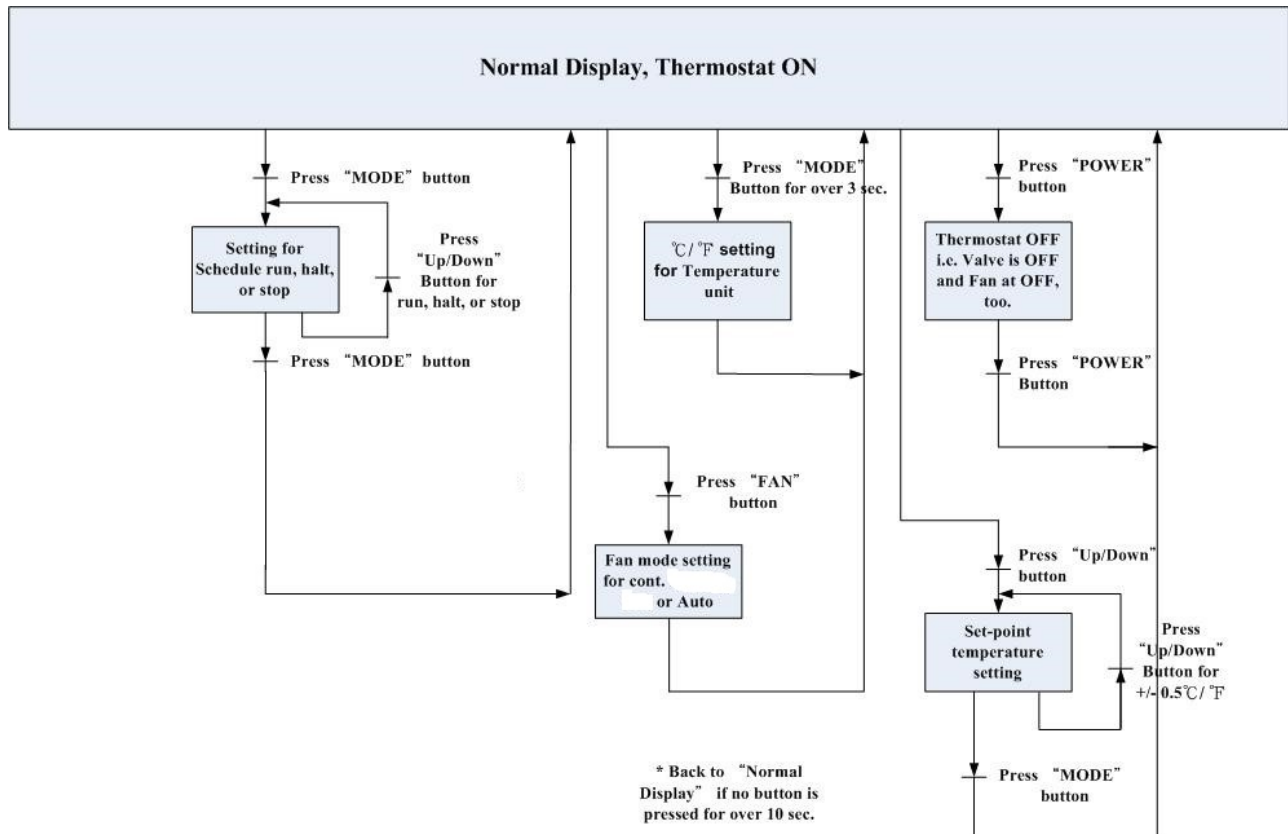 Normal Display, Thermostat ON
Press “MODE” button
Setting for
Schedule run, halt,
or stop
Press
“Up/Down”
Button for
run, halt, or stop
Press “MODE” button
Press “MODE”
Button for over 3 sec.
℃/℉ setting
for Temperature
unit
Press “FAN”
button
Fan mode setting
for cont.
or Auto
Press “POWER”
button
Thermostat OFF
i.e. Valve is OFF
and Fan at OFF,
too.
Press “POWER”
Button
Press “Up/Down”
button
Set-point
temperature
setting
Press
“Up/Down”
Button for
+/- 0.5℃/℉
Press “MODE”
button
* Back to “Normal
Display” if no button is
pressed for over 10 sec.